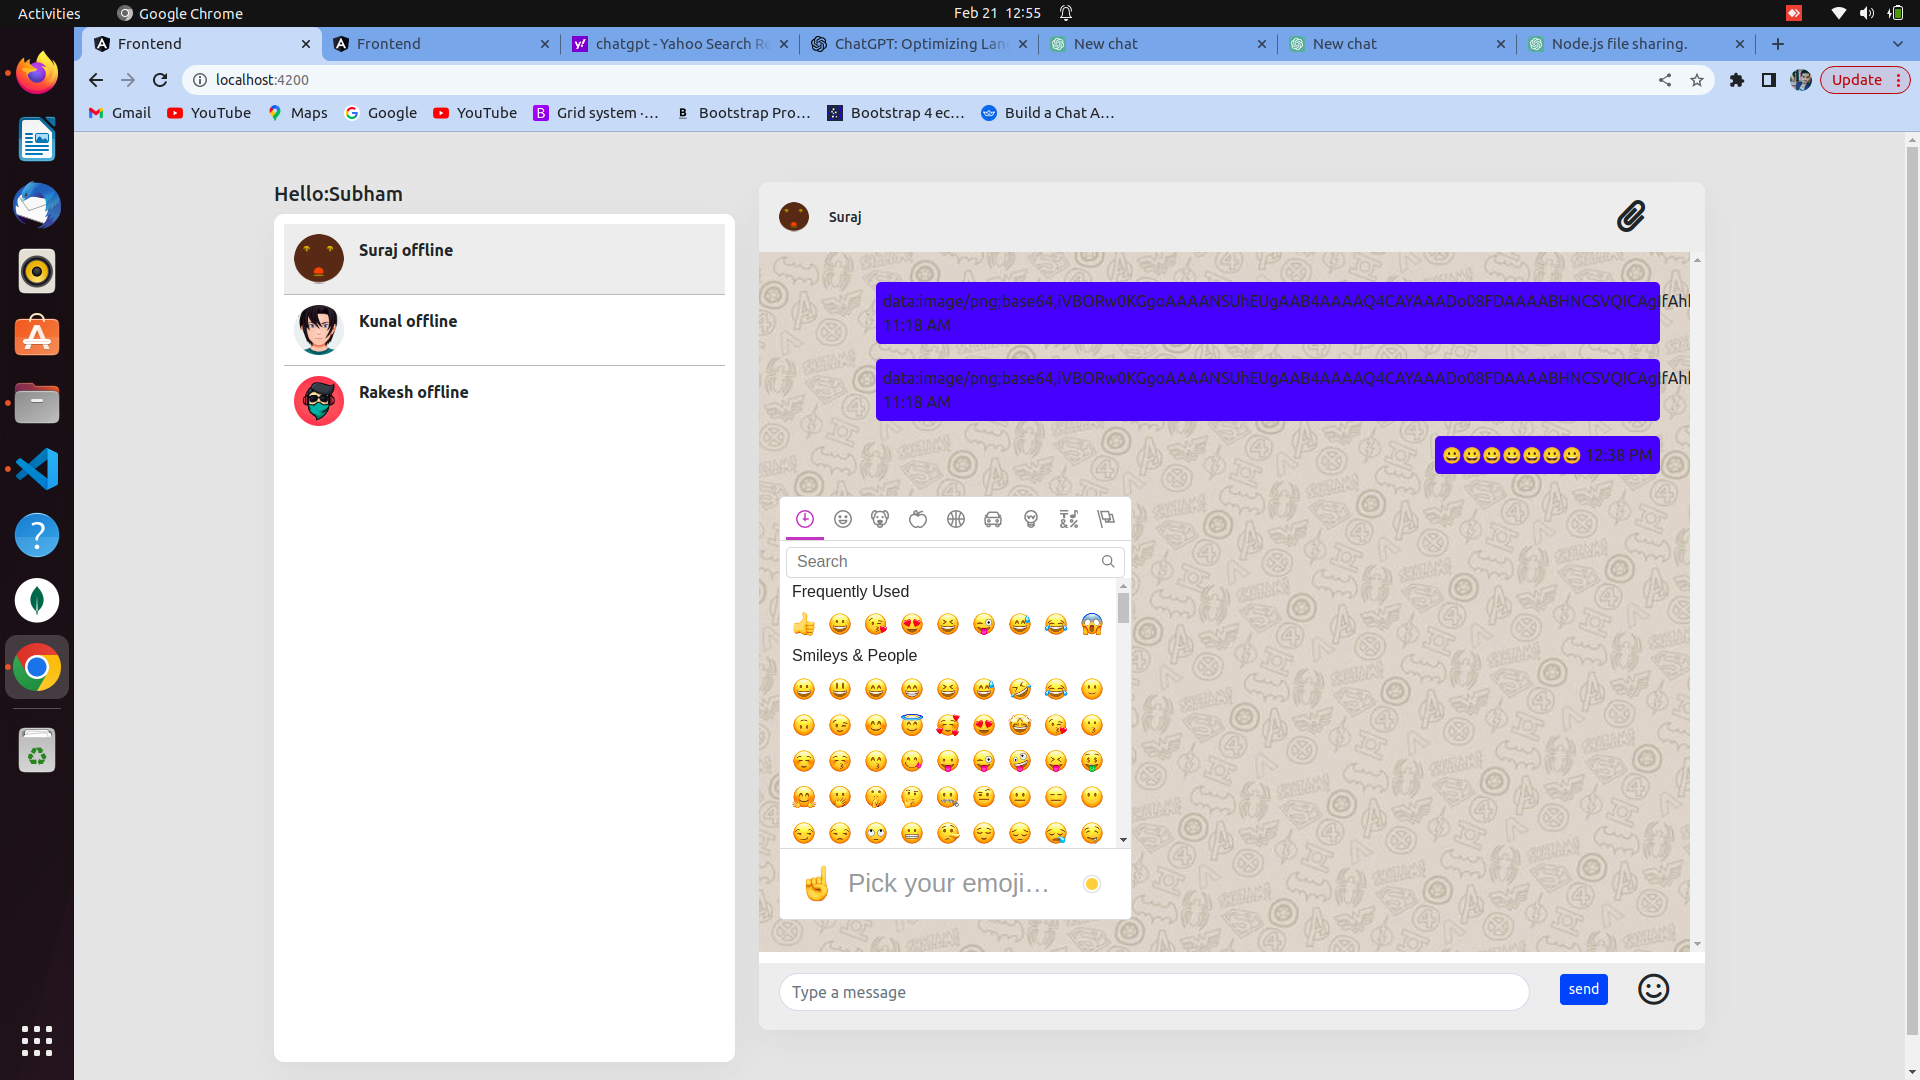 Activities
Google Chrome
Feb 21 12:55
Frontend
Frontend
chatgpt - Yahoo Search Re
ChatGPT: Optimizing Lan
New chat
New chat
Node.js file sharing.
localhost:4200
Update
Gmail
YouTube
Maps
Google
YouTube
B Grid system ·…
B Bootstrap Pro…
Bootstrap 4 ec…
Build a Chat A…
Hello:Subham
Suraj offline
Kunal offline
Rakesh offline
Suraj
data:image/png;base64,iVBORw0KGgoAAAANSUhEUgAAB4AAAAQ4CAYAAADo08FDAAAABHNCSVQICAgIfAhk
11:18 AM
data:image/png;base64,iVBORw0KGgoAAAANSUhEUgAAB4AAAAQ4CAYAAADo08FDAAAABHNCSVQICAgIfAhk
11:18 AM
😀😀😀😀😀😀😀 12:38 PM
Search
Frequently Used
Smileys & People
Pick your emoji…
Type a message
send